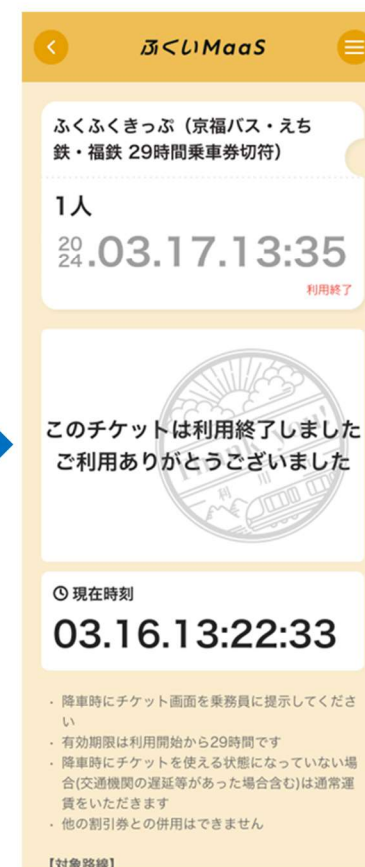 ふくいMaaS
ふくふくきっぷ（京福バス・えち
鉄・福鉄 29時間乗車券切符）
1人
2024.03.17.13:35
利用終了
Thank You!
このチケットは利用終了しました
ご利用ありがとうございました
利 用
現在時刻
03.16.13:22:33
・ 降車時にチケット画面を乗務員に提示してくださ
い
・ 有効期限は利用開始から29時間です
・ 降車時にチケットを使える状態になっていない場
合(交通機関の遅延等があった場合含む)は通常運
賃をいただきます
・ 他の割引券との併用はできません
【対象路線】